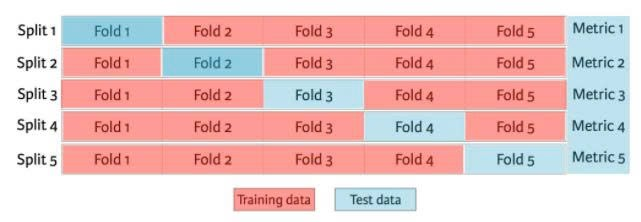 Split 1 Fold 1 Fold 2 Fold 3 Fold 4 Fold 5 Metric 1
Split 2 Fold 1 Fold 2 Fold 3 Fold 4 Fold 5 Metric 2
Split 3 Fold 1 Fold 2 Fold 3 Fold 4 Fold 5 Metric 3
Split 4 Fold 1 Fold 2 Fold 3 Fold 4 Fold 5 Metric 4
Split 5 Fold 1 Fold 2 Fold 3 Fold 4 Fold 5 Metric 5
Training data Test data